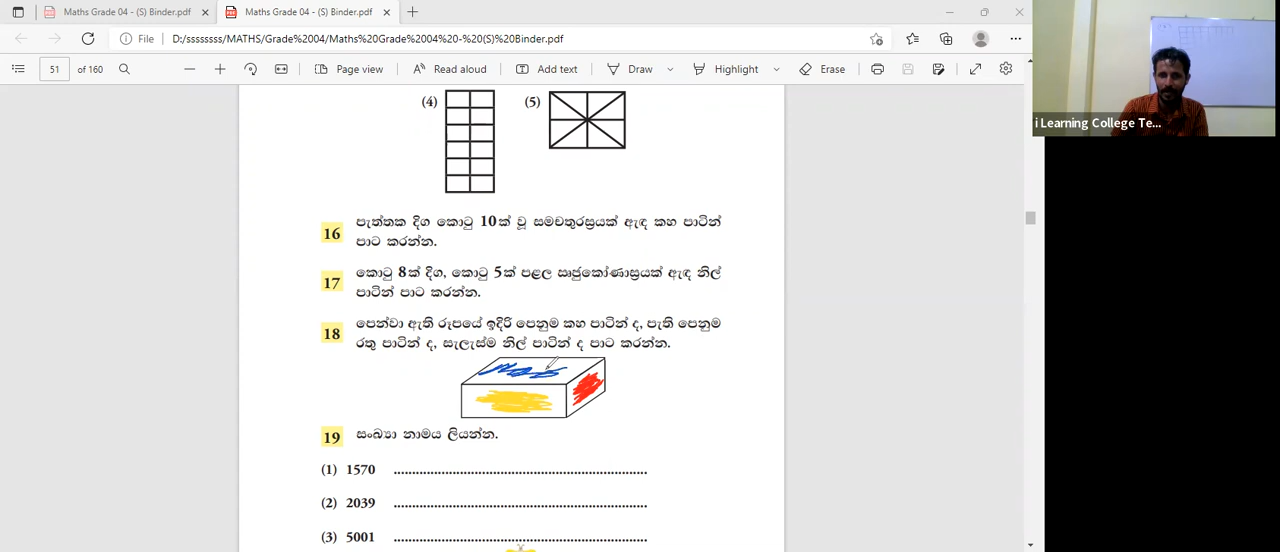 Maths Grade 04 - (S) Binder.pdf
Maths Grade 04 - (S) Binder.pdf
File
D:/ssssssss/MATHS/Grade%2004/Maths%20Grade%2004%20-%20(S)%20Binder.pdf
51 of 160
Page view
Read aloud
Add text
Draw
Highlight
Erase
i Learning College Te...
(4) (5)
16 පැත්තක දිග කොටු 10ක් වූ සමචතුරස්‍රයක් ඇඳ කහ පාටින්
පාට කරන්න.
17 කොටු 8ක් දිග, කොටු 5ක් පළල ඍජුකෝණාස්‍රයක් ඇඳ නිල්
පාටින් පාට කරන්න.
18 පෙන්වා ඇති රූපයේ ඉදිරි පෙනුම කහ පාටින් ද, පැති පෙනුම
රතු පාටින් ද, සැලැස්ම නිල් පාටින් ද පාට කරන්න.
19 සංඛ්‍යා නාමය ලියන්න.
(1) 1570 ......................................................................
(2) 2039 ......................................................................
(3) 5001 ......................................................................